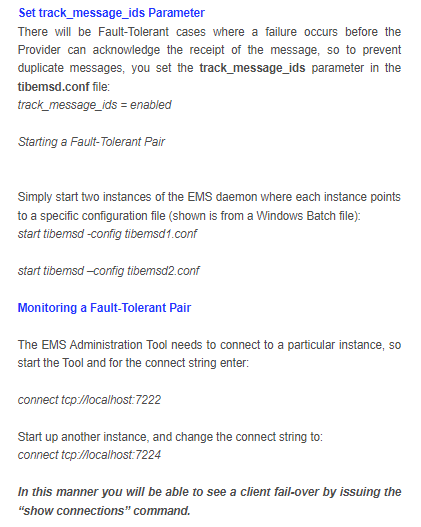 Set track_message_ids Parameter
There will be Fault-Tolerant cases where a failure occurs before the
Provider can acknowledge the receipt of the message, so to prevent
duplicate messages, you set the track_message_ids parameter in the
tibemsd.conf file:
track_message_ids = enabled
Starting a Fault-Tolerant Pair
Simply start two instances of the EMS daemon where each instance points
to a specific configuration file (shown is from a Windows Batch file):
start tibemsd -config tibemsd1.conf
start tibemsd –config tibemsd2.conf
Monitoring a Fault-Tolerant Pair
The EMS Administration Tool needs to connect to a particular instance, so
start the Tool and for the connect string enter:
connect tcp://localhost:7222
Start up another instance, and change the connect string to:
connect tcp://localhost:7224
In this manner you will be able to see a client fail-over by issuing the
“show connections” command.